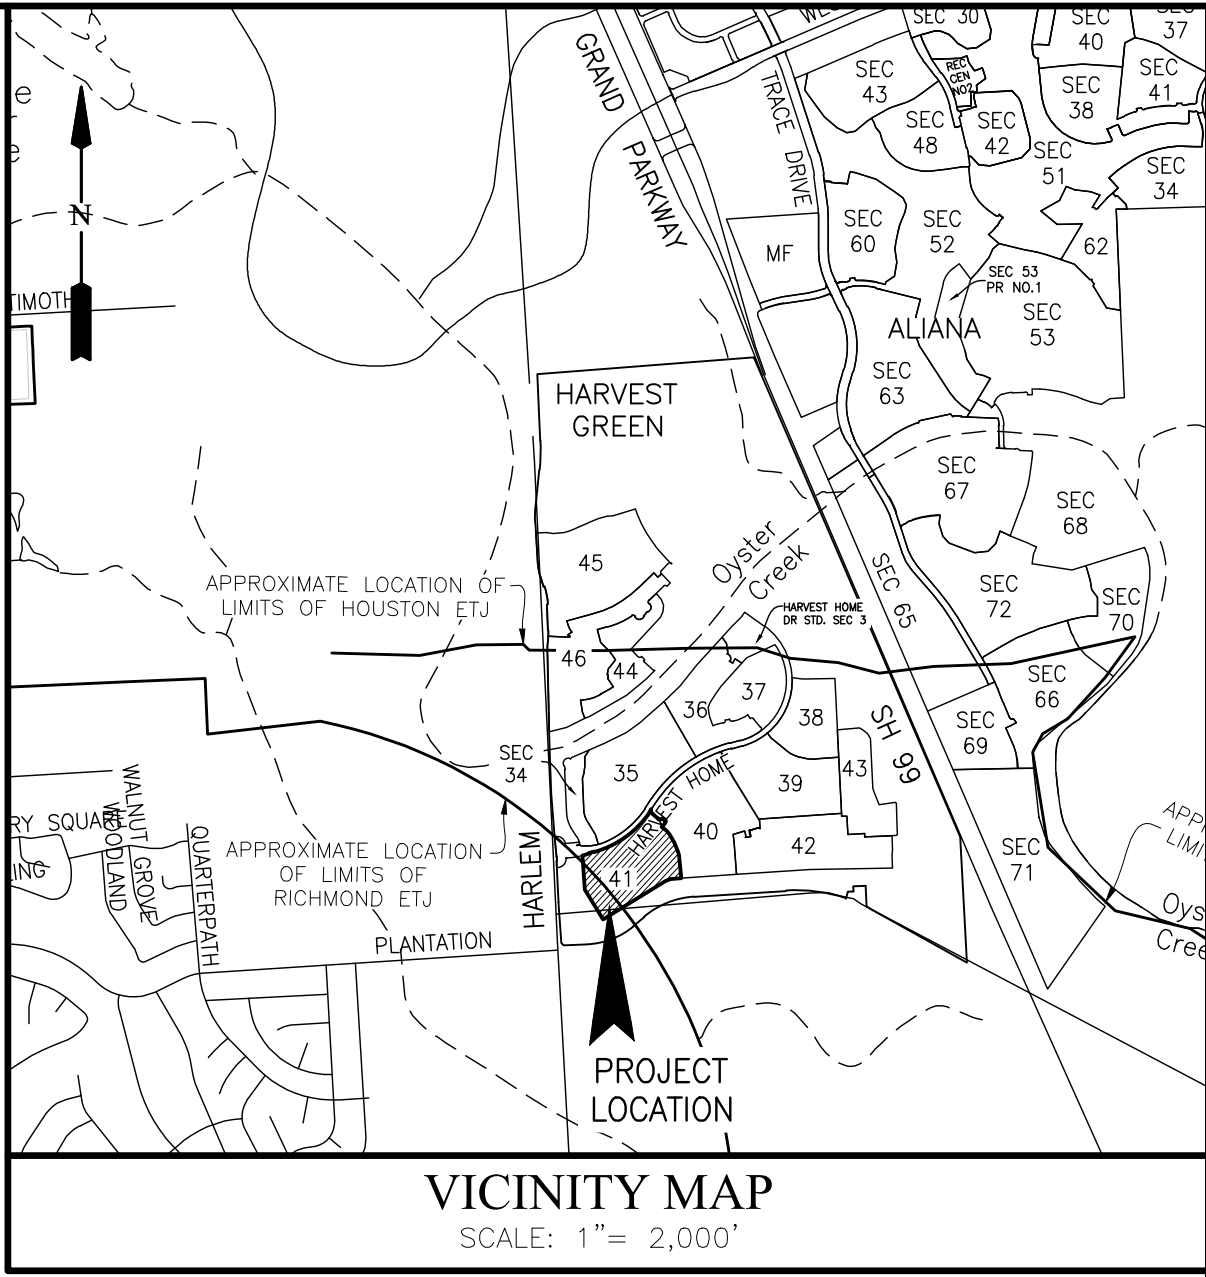 e
e
N
TIMOTH
GRAND
PARKWAY
TRACE DRIVE
SEC 30
SEC
40
37
SEC
43
REC
CEN
NO2
SEC
38
SEC
41
SEC
48
SEC
42
SEC
51
SEC
34
MF
SEC
60
SEC
52
62
SEC 53
PR NO.1
ALIANA
SEC
53
SEC
63
HARVEST
GREEN
SEC
67
SEC
68
Oyster
Creek
45
APPROXIMATE LOCATION OF
LIMITS OF HOUSTON ETJ
SEC 65
SEC
72
SEC
70
HARVEST HOME
DR STD. SEC 3
46
44
37
36
38
SEC
66
SH 99
SEC
69
SEC
34
35
HARVEST HOME
39
43
WALNUT GROVE
WOODLAND
RY SQUAR
ING
QUARTERPATH
APPROXIMATE LOCATION
OF LIMITS OF
RICHMOND ETJ
HARLEM
40
42
41
SEC
71
APP
LIMI
Oys
Cree
PLANTATION
PROJECT
LOCATION
VICINITY MAP
SCALE: 1"= 2,000'